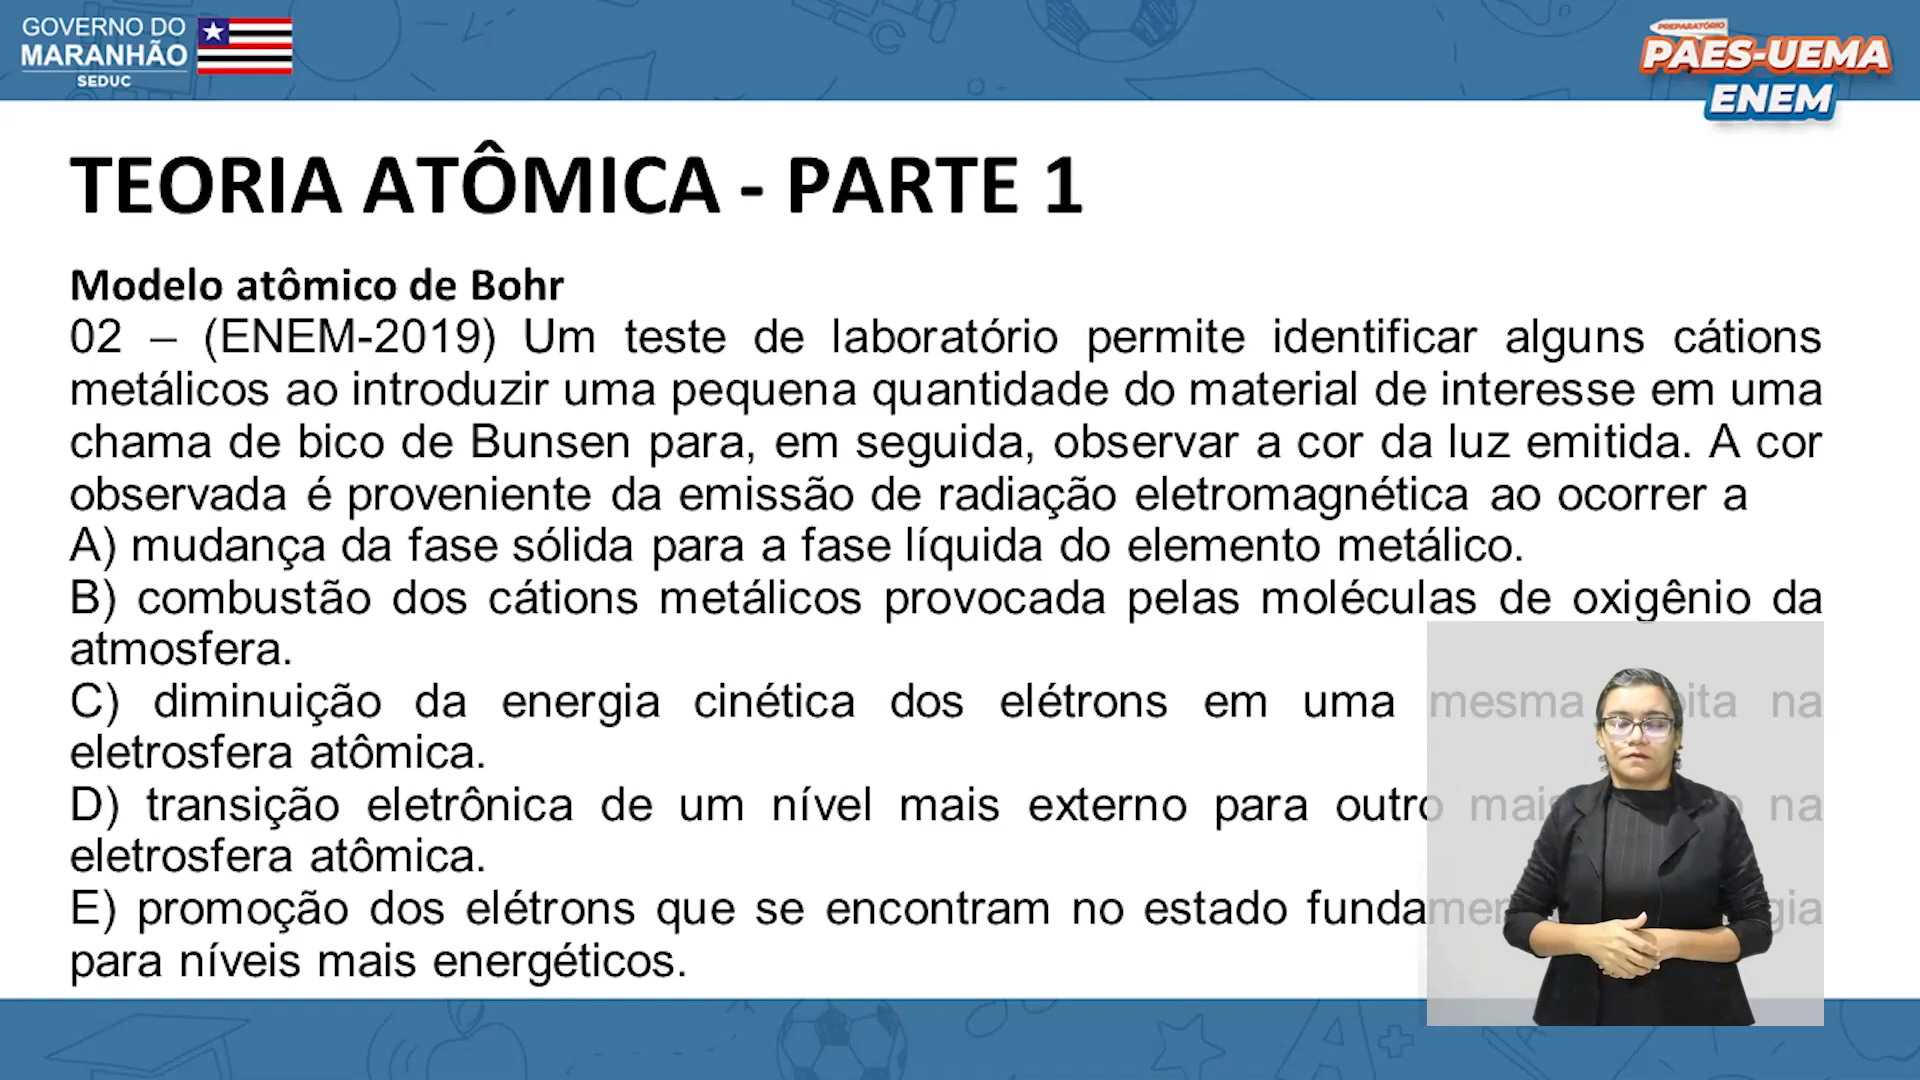 GOVERNO DO
MARANHÃO
SEDUC
PREPARATÓRIO
PAES-UEMA
ENEM
TEORIA ATÔMICA - PARTE 1
Modelo atômico de Bohr
02 – (ENEM-2019) Um teste de laboratório permite identificar alguns cátions
metálicos ao introduzir uma pequena quantidade do material de interesse em uma
chama de bico de Bunsen para, em seguida, observar a cor da luz emitida. A cor
observada é proveniente da emissão de radiação eletromagnética ao ocorrer a
A) mudança da fase sólida para a fase líquida do elemento metálico.
B) combustão dos cátions metálicos provocada pelas moléculas de oxigênio da
atmosfera.
C) diminuição da energia cinética dos elétrons em uma mesma na
eletrosfera atômica.
D) transição eletrônica de um nível mais externo para outro mais na
eletrosfera atômica.
E) promoção dos elétrons que se encontram no estado
para níveis mais energéticos.